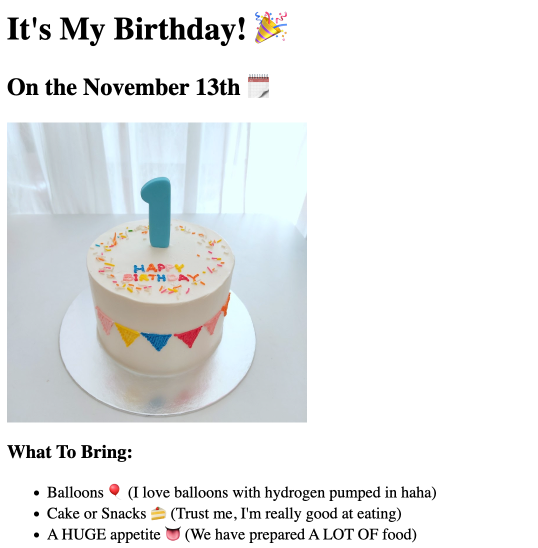 It's My Birthday! 🎉
On the November 13th 🗓️
1
HAPPY
BIRTHDAY
What To Bring:
• Balloons 🎈 (I love balloons with hydrogen pumped in haha)
• Cake or Snacks 🍰 (Trust me, I'm really good at eating)
• A HUGE appetite 👅 (We have prepared A LOT OF food)